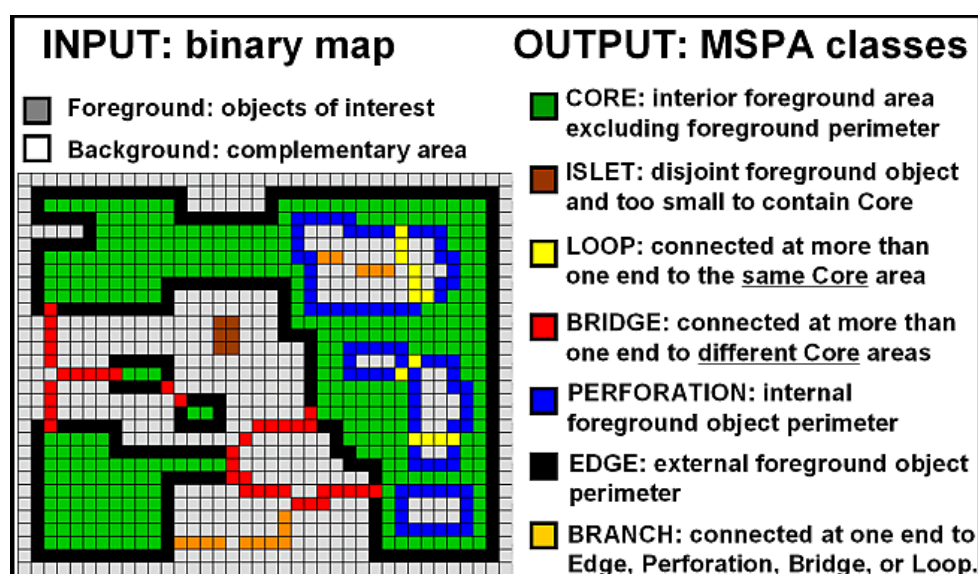 INPUT: binary map
Foreground: objects of interest
Background: complementary area
OUTPUT: MSPA classes
CORE: interior foreground area
excluding foreground perimeter
ISLET: disjoint foreground object
and too small to contain Core
LOOP: connected at more than
one end to the same Core area
BRIDGE: connected at more than
one end to different Core areas
PERFORATION: internal
foreground object perimeter
EDGE: external foreground object
perimeter
BRANCH: connected at one end to
Edge, Perforation, Bridge, or Loop.